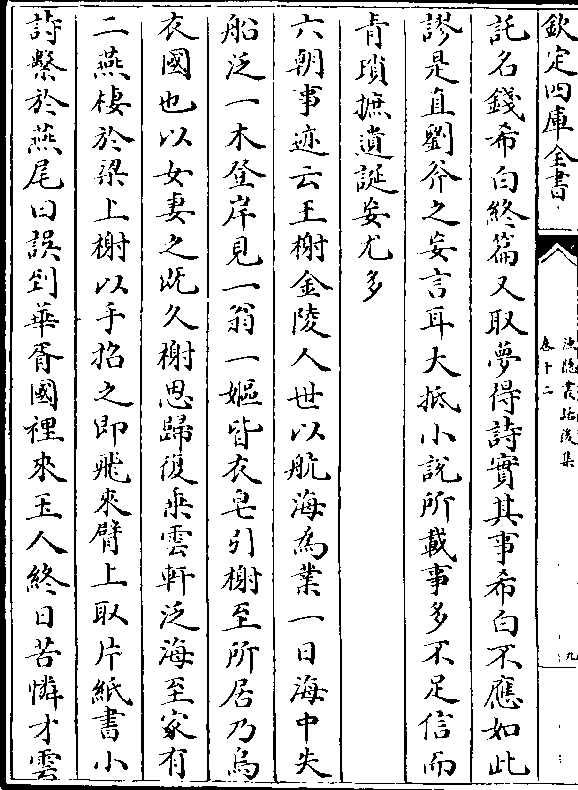 欽定四庫全書
漁隱叢話後集
卷十二
九
託名錢希白終篇又取夢得詩實其事希白不應如此
謬是直劉斧之妄言耳大抵小說所載事多不足信而
青瑣摭遺誕妄尤多
六朝事迹云王榭金陵人世以航海為業一日海中失
船泛一木登岸見一翁一嫗皆衣皂引榭至所居乃烏
衣國也以女妻之既久榭思歸復乘雲軒泛海至家有
二燕棲於梁上榭以手招之即飛來臂上取片紙書小
詩繫於燕尾曰誤到華胥國裡來玉人終日苦憐才雲